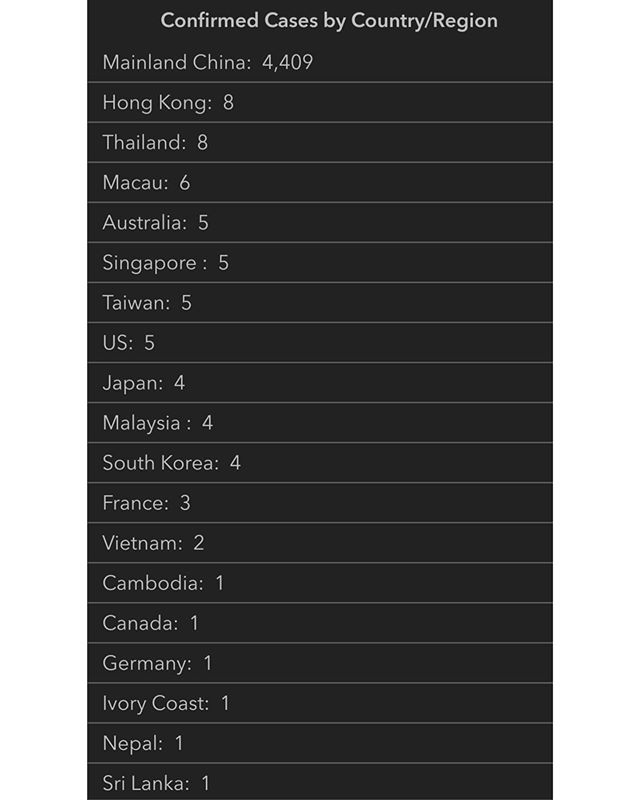 Confirmed Cases by Country/Region
Mainland China: 4,409
Hong Kong: 8
Thailand: 8
Macau: 6
Australia: 5
Singapore : 5
Taiwan: 5
US: 5
Japan: 4
Malaysia : 4
South Korea: 4
France: 3
Vietnam: 2
Cambodia: 1
Canada: 1
Germany: 1
Ivory Coast: 1
Nepal: 1
Sri Lanka: 1